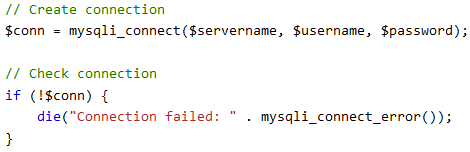 // Create connection
$conn = mysqli_connect($servername, $username, $password);
// Check connection
if (!$conn) {
    die("Connection failed: " . mysqli_connect_error());
}